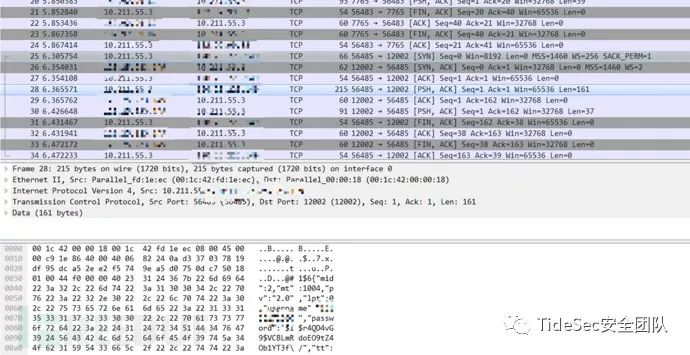 20 5.850383 10.211.55.3 TCP 93 7765 → 56483 [PSH, ACK] Seq=1 Ack=20 Win=32768 Len=39
21 5.852840 10.211.55.3 TCP 54 56483 → 7765 [FIN, ACK] Seq=20 Ack=40 Win=65536 Len=0
22 5.853436 10.211.55.3 TCP 60 7765 → 56483 [ACK] Seq=40 Ack=21 Win=32768 Len=0
23 5.867358 10.211.55.3 TCP 60 7765 → 56483 [FIN, ACK] Seq=40 Ack=21 Win=32768 Len=0
24 5.867414 10.211.55.3 TCP 54 56483 → 7765 [ACK] Seq=21 Ack=41 Win=65536 Len=0
25 6.305754 10.211.55.3 TCP 66 56485 → 12002 [SYN] Seq=0 Win=8192 Len=0 MSS=1460 WS=256 SACK_PERM=1
26 6.354031 10.211.55.3 TCP 62 12002 → 56485 [SYN, ACK] Seq=0 Ack=1 Win=32768 Len=0 MSS=1460 WS=2
27 6.354108 10.211.55.3 TCP 54 56485 → 12002 [ACK] Seq=1 Ack=1 Win=65536 Len=0
28 6.365571 10.211.55.3 TCP 215 56485 → 12002 [PSH, ACK] Seq=1 Ack=1 Win=65536 Len=161
29 6.365762 10.211.55.3 TCP 60 12002 → 56485 [ACK] Seq=1 Ack=162 Win=32768 Len=0
30 6.426648 10.211.55.3 TCP 91 12002 → 56485 [PSH, ACK] Seq=1 Ack=162 Win=32768 Len=37
31 6.431467 10.211.55.3 TCP 54 56485 → 12002 [FIN, ACK] Seq=162 Ack=38 Win=65536 Len=0
32 6.431941 10.211.55.3 TCP 60 12002 → 56485 [ACK] Seq=38 Ack=163 Win=32768 Len=0
33 6.472172 10.211.55.3 TCP 60 12002 → 56485 [FIN, ACK] Seq=38 Ack=163 Win=32768 Len=0
34 6.472233 10.211.55.3 TCP 54 56485 → 12002 [ACK] Seq=163 Ack=39 Win=65536 Len=0
Frame 28: 215 bytes on wire (1720 bits), 215 bytes captured (1720 bits) on interface 0
Ethernet II, Src: Parallel_fd:1e:ec (00:1c:42:fd:1e:ec), Dst: Parallel_00:00:18 (00:1c:42:00:00:18)
Internet Protocol Version 4, Src: 10.211.55.
Transmission Control Protocol, Src Port: 56485 (56485), Dst Port: 12002 (12002), Seq: 1, Ack: 1, Len: 161
Data (161 bytes)
0000 00 1c 42 00 00 18 00 1c 42 fd 1e ec 08 00 45 00 ..B..... B.....E.
0010 00 c9 1e 86 40 00 40 06 82 24 0a d3 37 03 78 19 ....@.@. .$..7.x.
0020 df 95 dc a5 2e e2 f5 74 9e a5 d0 75 0d c7 50 18 .......t ...u..P.
0030 01 00 44 f0 00 00 40 23 31 24 36 7b 22 6d 69 64 ..D...@# 1$6{"mid
0040 22 3a 32 2c 22 6d 74 22 3a 31 30 30 34 2c 22 70 ":2,"mt" :1004,"p
0050 76 22 3a 22 32 2e 30 22 2c 22 6c 70 74 22 3a 30 v":"2.0" ,"lpt":0
0060 2c 22 75 73 65 72 6e 61 6d 65 22 3a 22 31 33 31 ,"userna me"
0070 35 33 31 37 32 33 30 30 22 2c 22 70 61 73 73 77 ","passw
0080 6f 72 64 22 3a 22 24 31 24 72 34 51 44 34 76 47 ord":"$1 $r4QD4vG
0090 39 24 56 43 42 4c 6d 52 64 6f 45 4f 39 74 5a 34 9$VCBLmR doEO9tZ4
00a0 4f 62 31 59 54 33 66 5c 2f 22 2c 22 74 74 22 3a Ob1YT3f\ /","tt":
TideSec安全团队